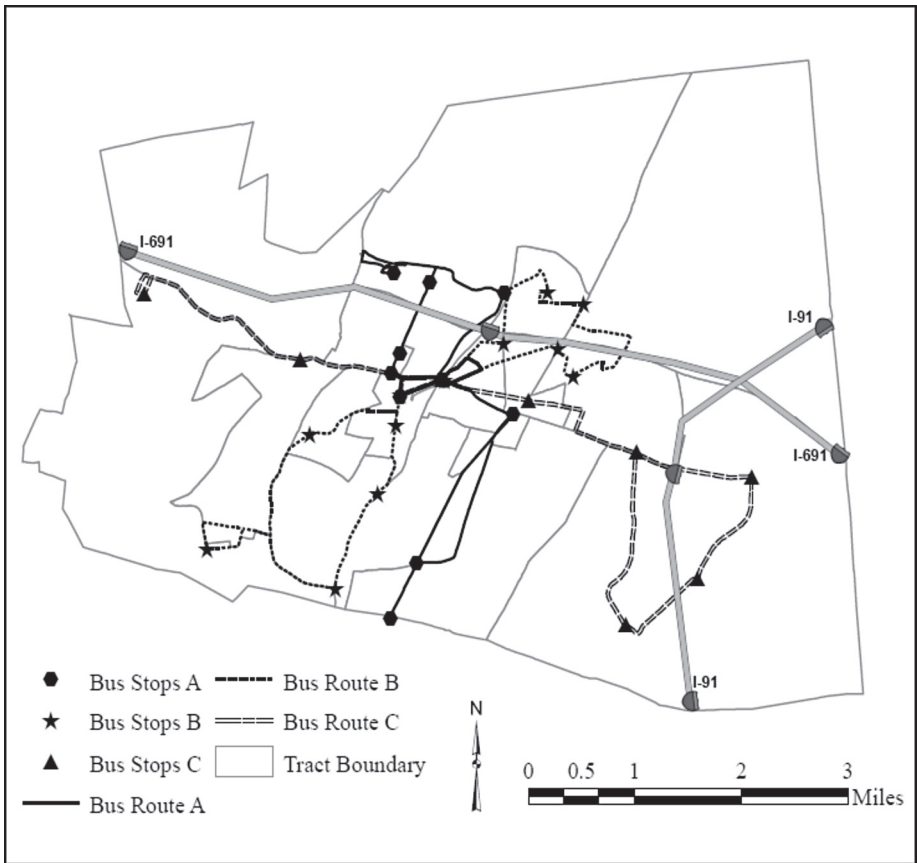 I-691
I-91
I-691
I-91
Bus Stops A
Bus Route B
Bus Stops B
Bus Route C
Bus Stops C
Tract Boundary
Bus Route A
N
0 0.5 1 2 3
Miles